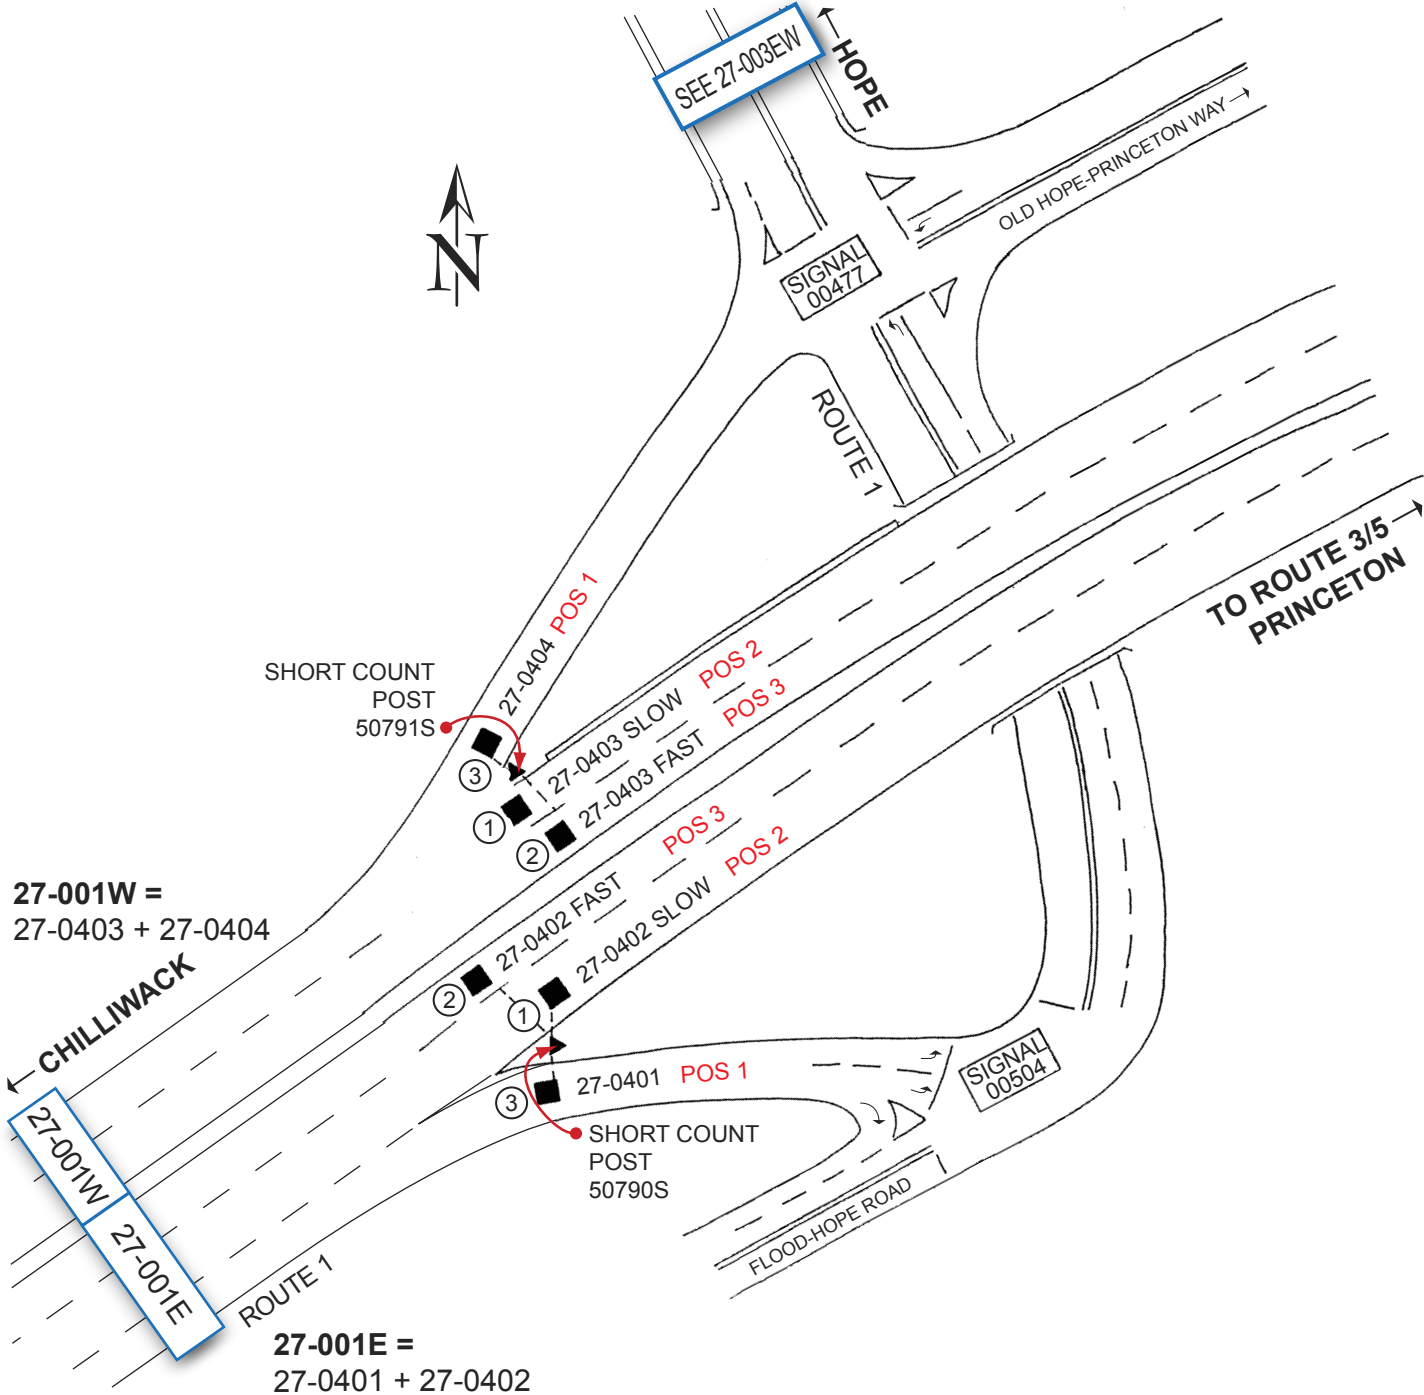 SEE 27-003EW
HOPE
OLD HOPE-PRINCETON WAY
N
SIGNAL
00477
ROUTE 1
TO ROUTE 3/5
PRINCETON
27-0404 POS 1
SHORT COUNT
POST
50791S
3
27-0403 SLOW POS 2
1
27-0403 FAST POS 3
2
27-001W =
27-0403 + 27-0404
CHILLIWACK
27-0402 FAST POS 3
2
27-0402 SLOW POS 2
1
27-0401 POS 1
3
SIGNAL
00504
SHORT COUNT
POST
50790S
FLOOD-HOPE ROAD
27-001W
27-001E
ROUTE 1
27-001E =
27-0401 + 27-0402